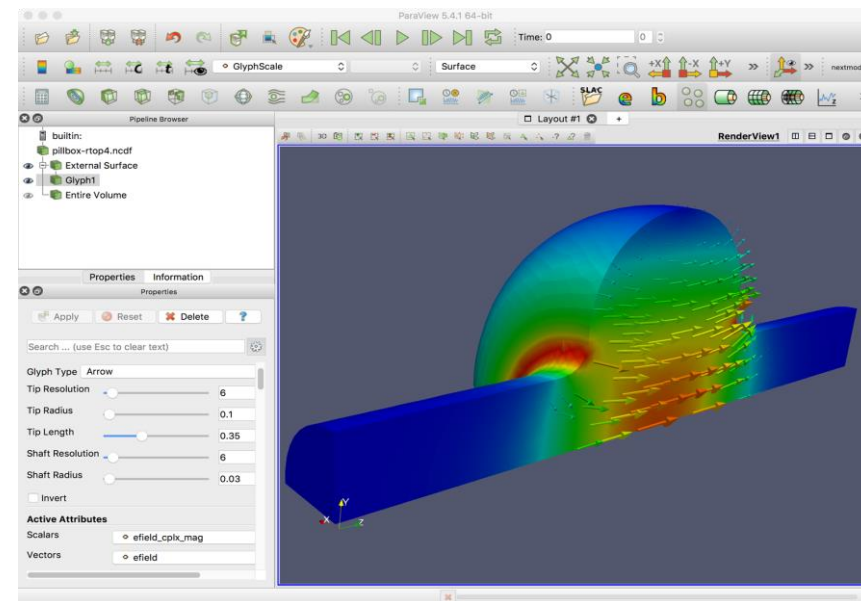 ParaView 5.4.1 64-bit
Time: 0
0
GlyphScale
Surface
+X
-X
+Y
nextmod
SLAC
Pipeline Browser
Layout #1
+
builtin:
3D
RenderView1
pillbox-rtop4.ncdf
External Surface
Glyph1
Entire Volume
Properties Information
Properties
Apply Reset Delete ?
Search ... (use Esc to clear text)
Glyph Type Arrow
Tip Resolution 6
Tip Radius 0.1
Tip Length 0.35
Shaft Resolution 6
Shaft Radius 0.03
Invert
Active Attributes
Scalars efield_cplx_mag
Vectors efield
Y
X Z